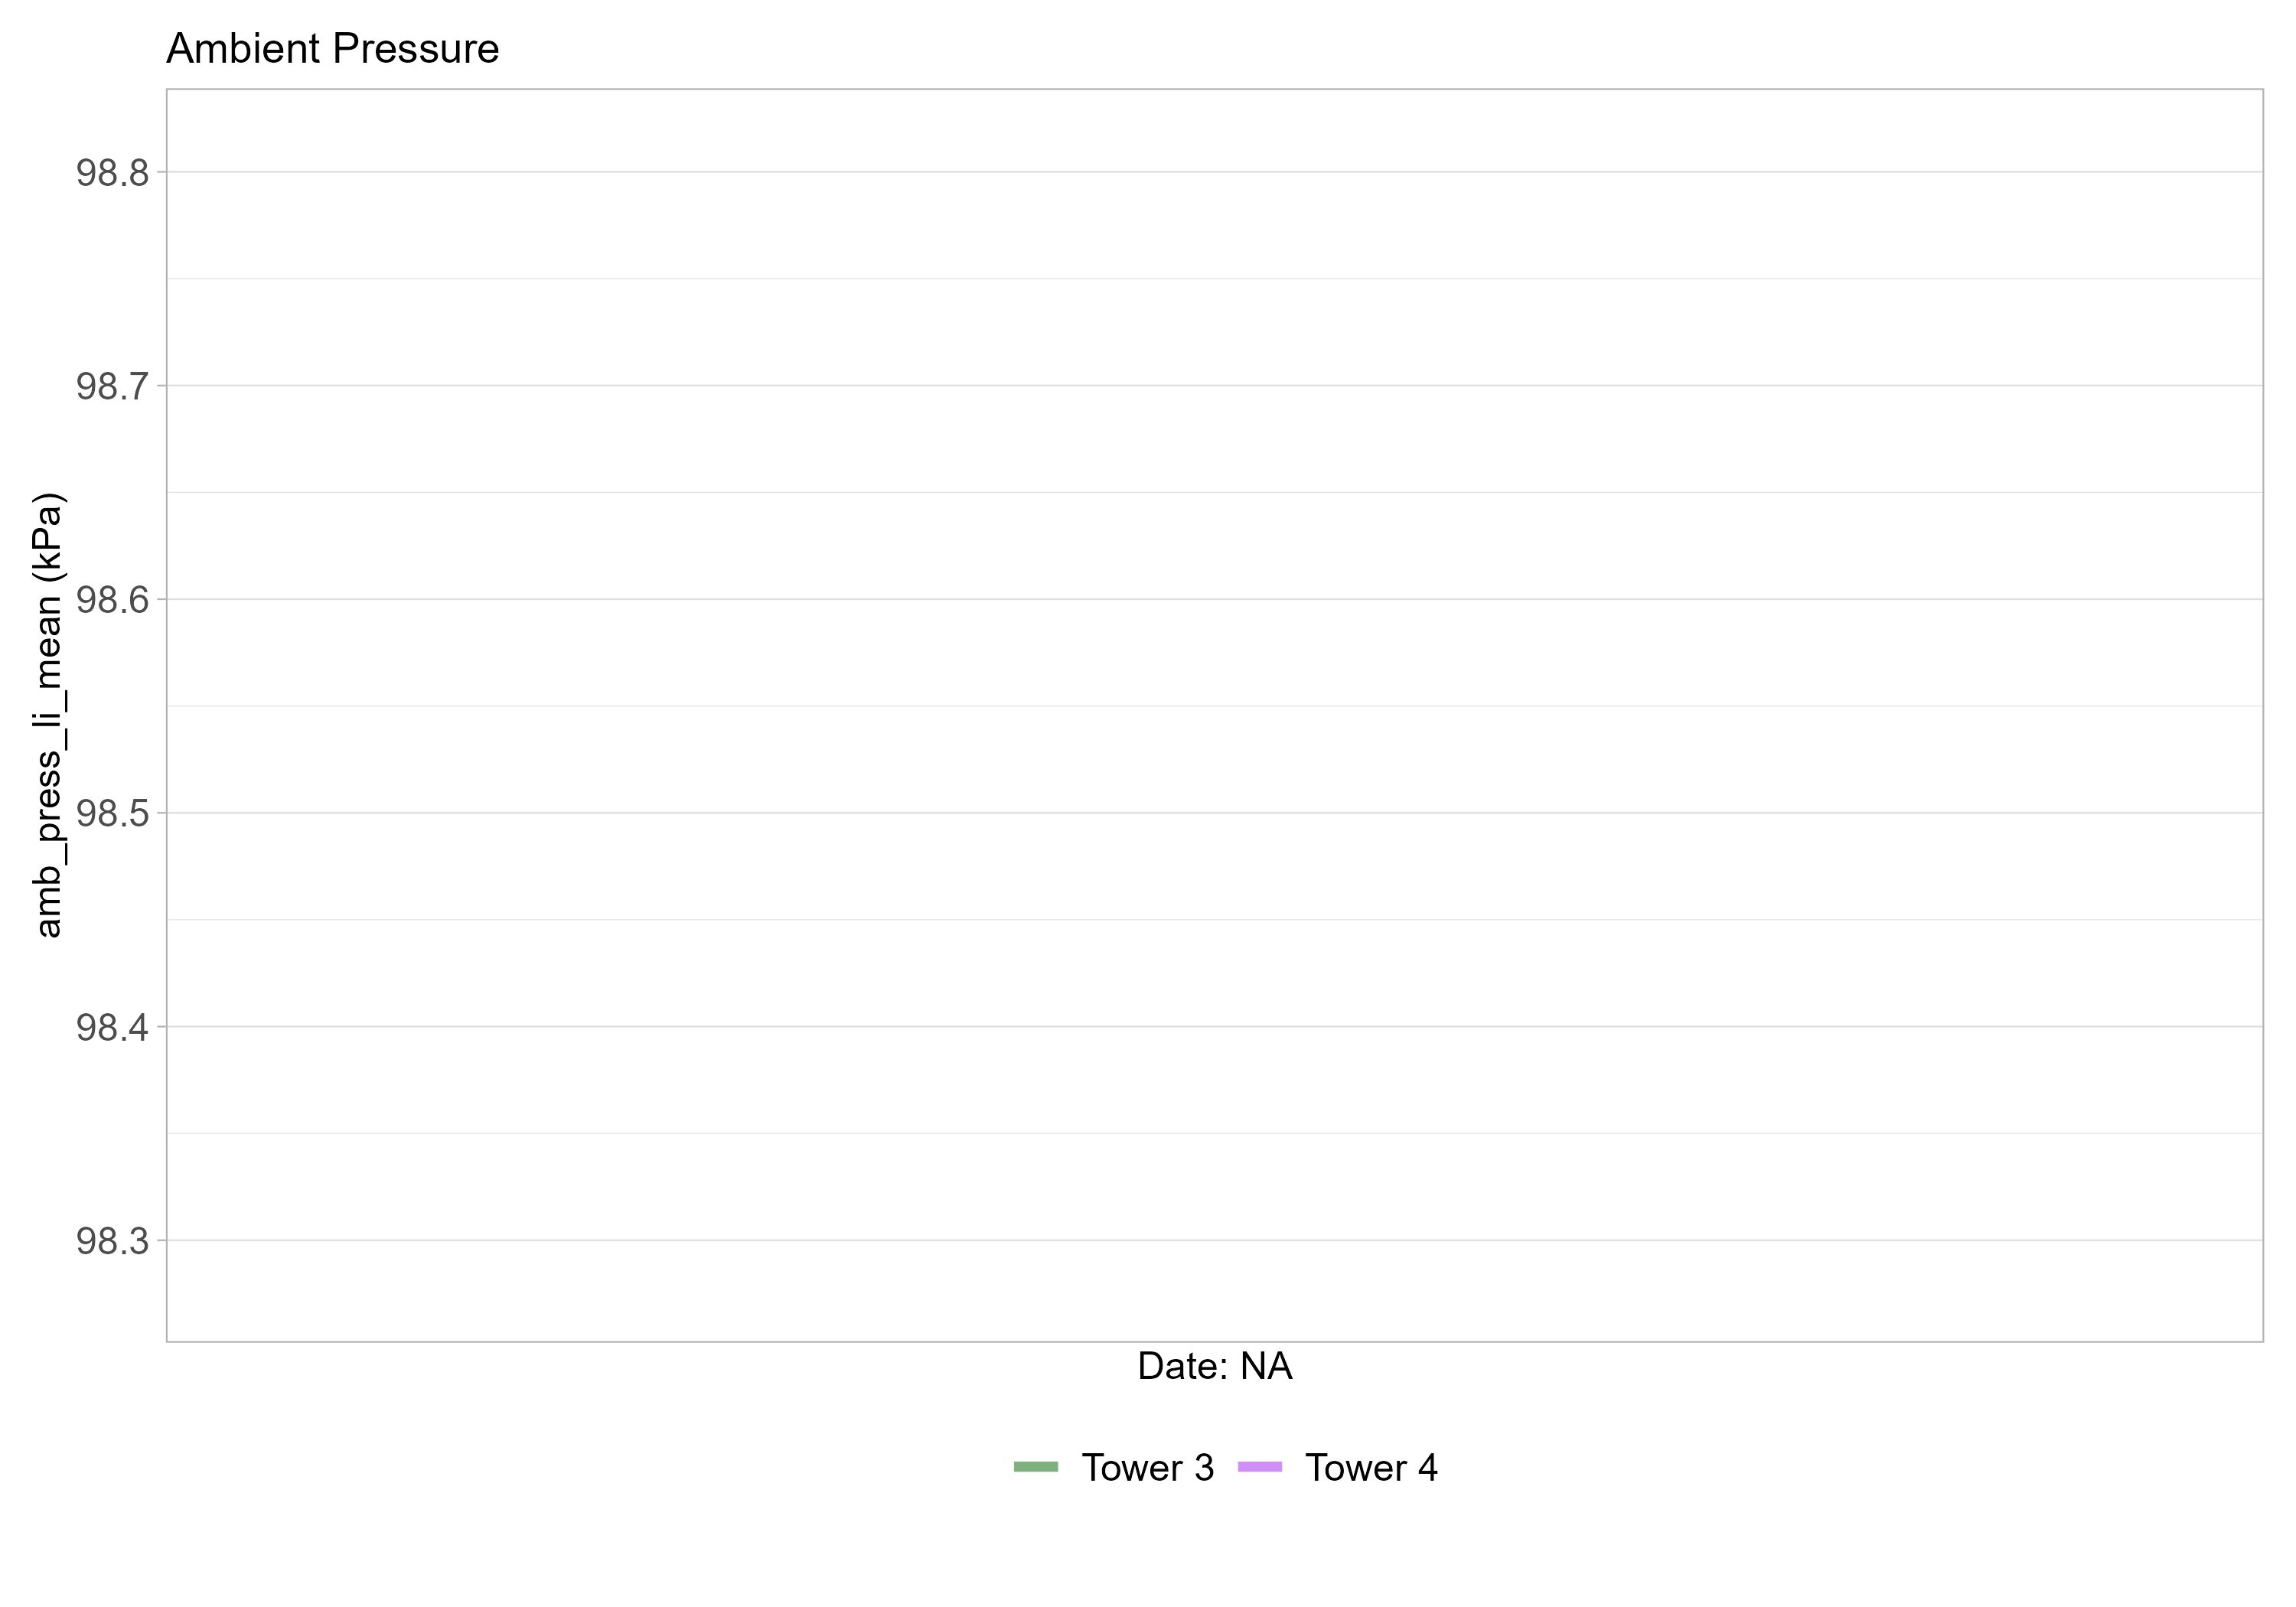 Ambient Pressure
98.8
98.7
98.6
98.5
98.4
98.3
amb_press_li_mean (kPa)
Date: NA
Tower 3
Tower 4